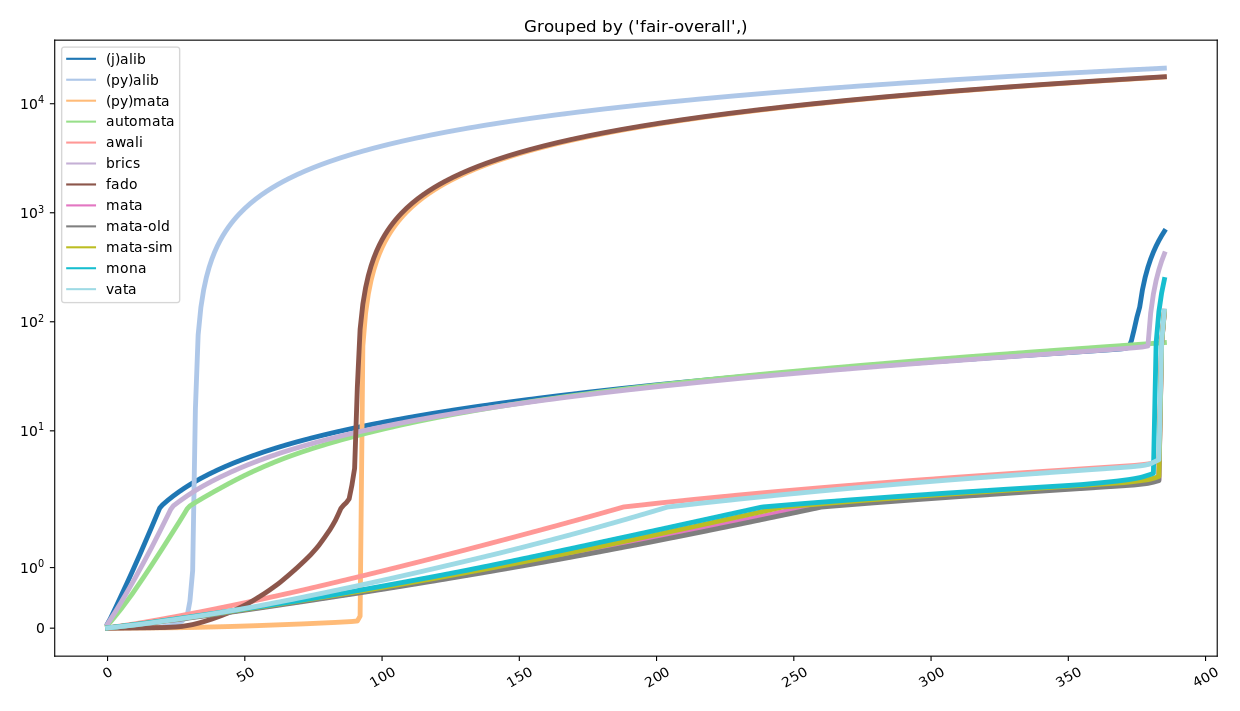 Grouped by ('fair-overall',)
(j)alib
(py)alib
(py)mata
automata
awali
brics
fado
mata
mata-old
mata-sim
mona
vata
10^4
10^3
10^2
10^1
10^0
0
0
50
100
150
200
250
300
350
400